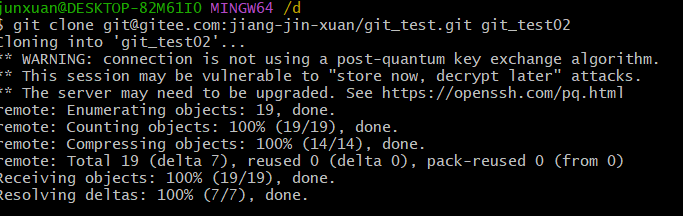 junxuan@DESKTOP-82M61I0 MINGW64 /d
$ git clone git@gitee.com:jiang-jin-xuan/git_test.git git_test02
Cloning into 'git_test02'...
** WARNING: connection is not using a post-quantum key exchange algorithm.
** This session may be vulnerable to "store now, decrypt later" attacks.
** The server may need to be upgraded. See https://openssh.com/pq.html
remote: Enumerating objects: 19, done.
remote: Counting objects: 100% (19/19), done.
remote: Compressing objects: 100% (14/14), done.
remote: Total 19 (delta 7), reused 0 (delta 0), pack-reused 0 (from 0)
Receiving objects: 100% (19/19), done.
Resolving deltas: 100% (7/7), done.